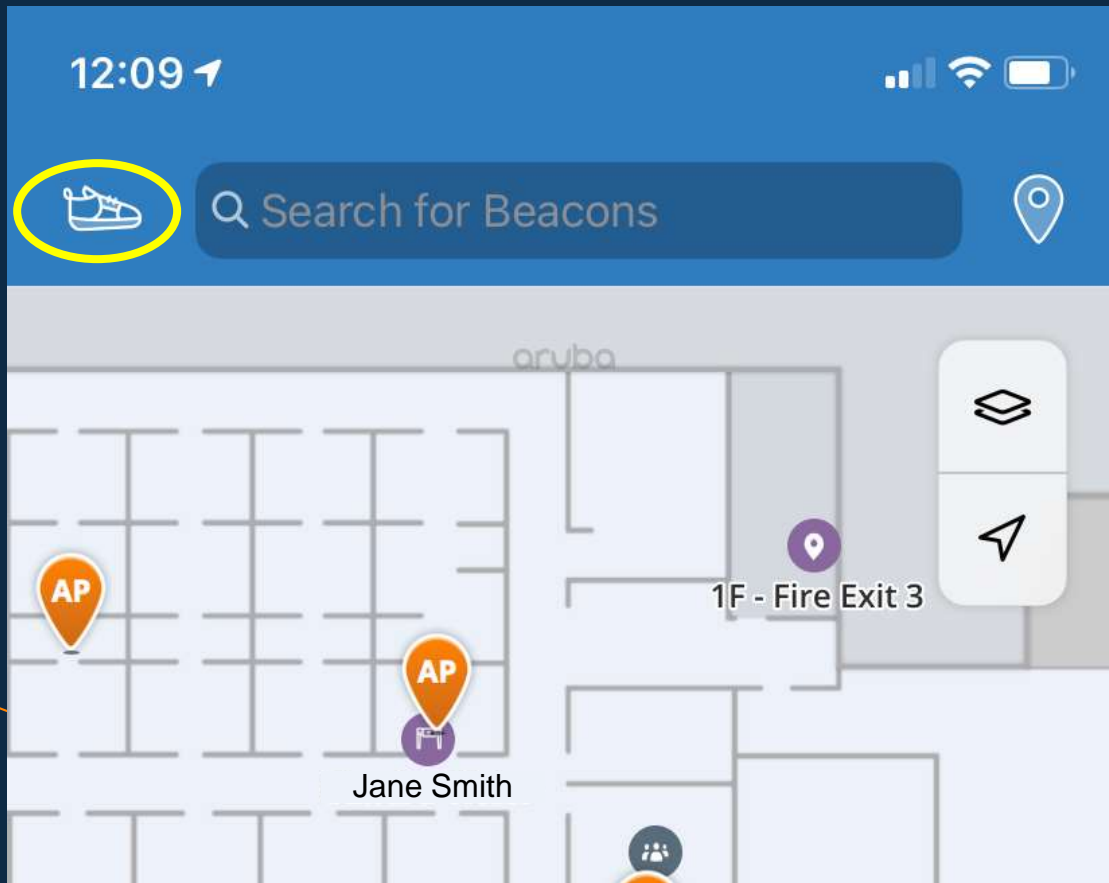 12:09
Search for Beacons
aruba
1F - Fire Exit 3
AP
AP
Jane Smith